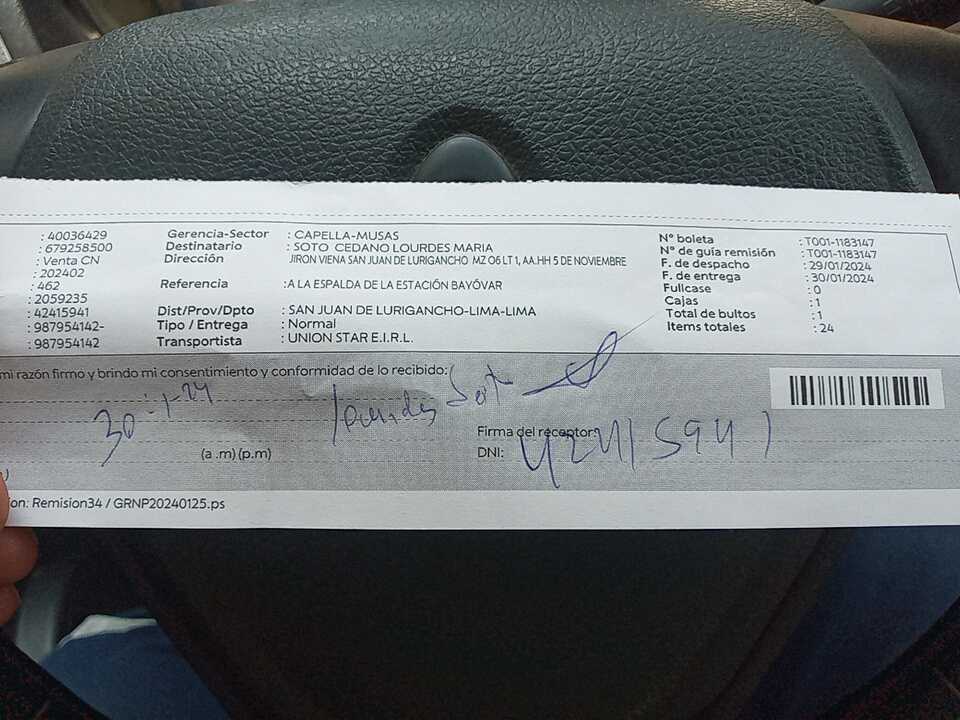 : 40036429
: 679258500
: Venta CN
: 202402
: 462
: 2059235
: 42415941
: 987954142-
: 987954142
Gerencia-Sector : CAPELLA-MUSAS
Destinatario : SOTO CEDANO LOURDES MARIA
Dirección JIRON VIENA SAN JUAN DE LURIGANCHO MZ O6 LT 1, AA.HH 5 DE NOVIEMBRE
Referencia : A LA ESPALDA DE LA ESTACIÓN BAYÓVAR
Dist/Prov/Dpto : SAN JUAN DE LURIGANCHO-LIMA-LIMA
Tipo / Entrega : Normal
Transportista : UNION STAR E.I.R.L.
N° boleta : T001-1183147
N° de guía remisión : T001-1183147
F. de despacho : 29/01/2024
F. de entrega : 30/01/2024
Fullcase : 0
Cajas : 1
Total de bultos : 1
Items totales : 24
mi razón firmo y brindo mi consentimiento y conformidad de lo recibido:
30-1-24
Lourdes Soto
(a .m) (p.m)
Firma del receptor:
DNI: 42415941
ion: Remision34 / GRNP20240125.ps